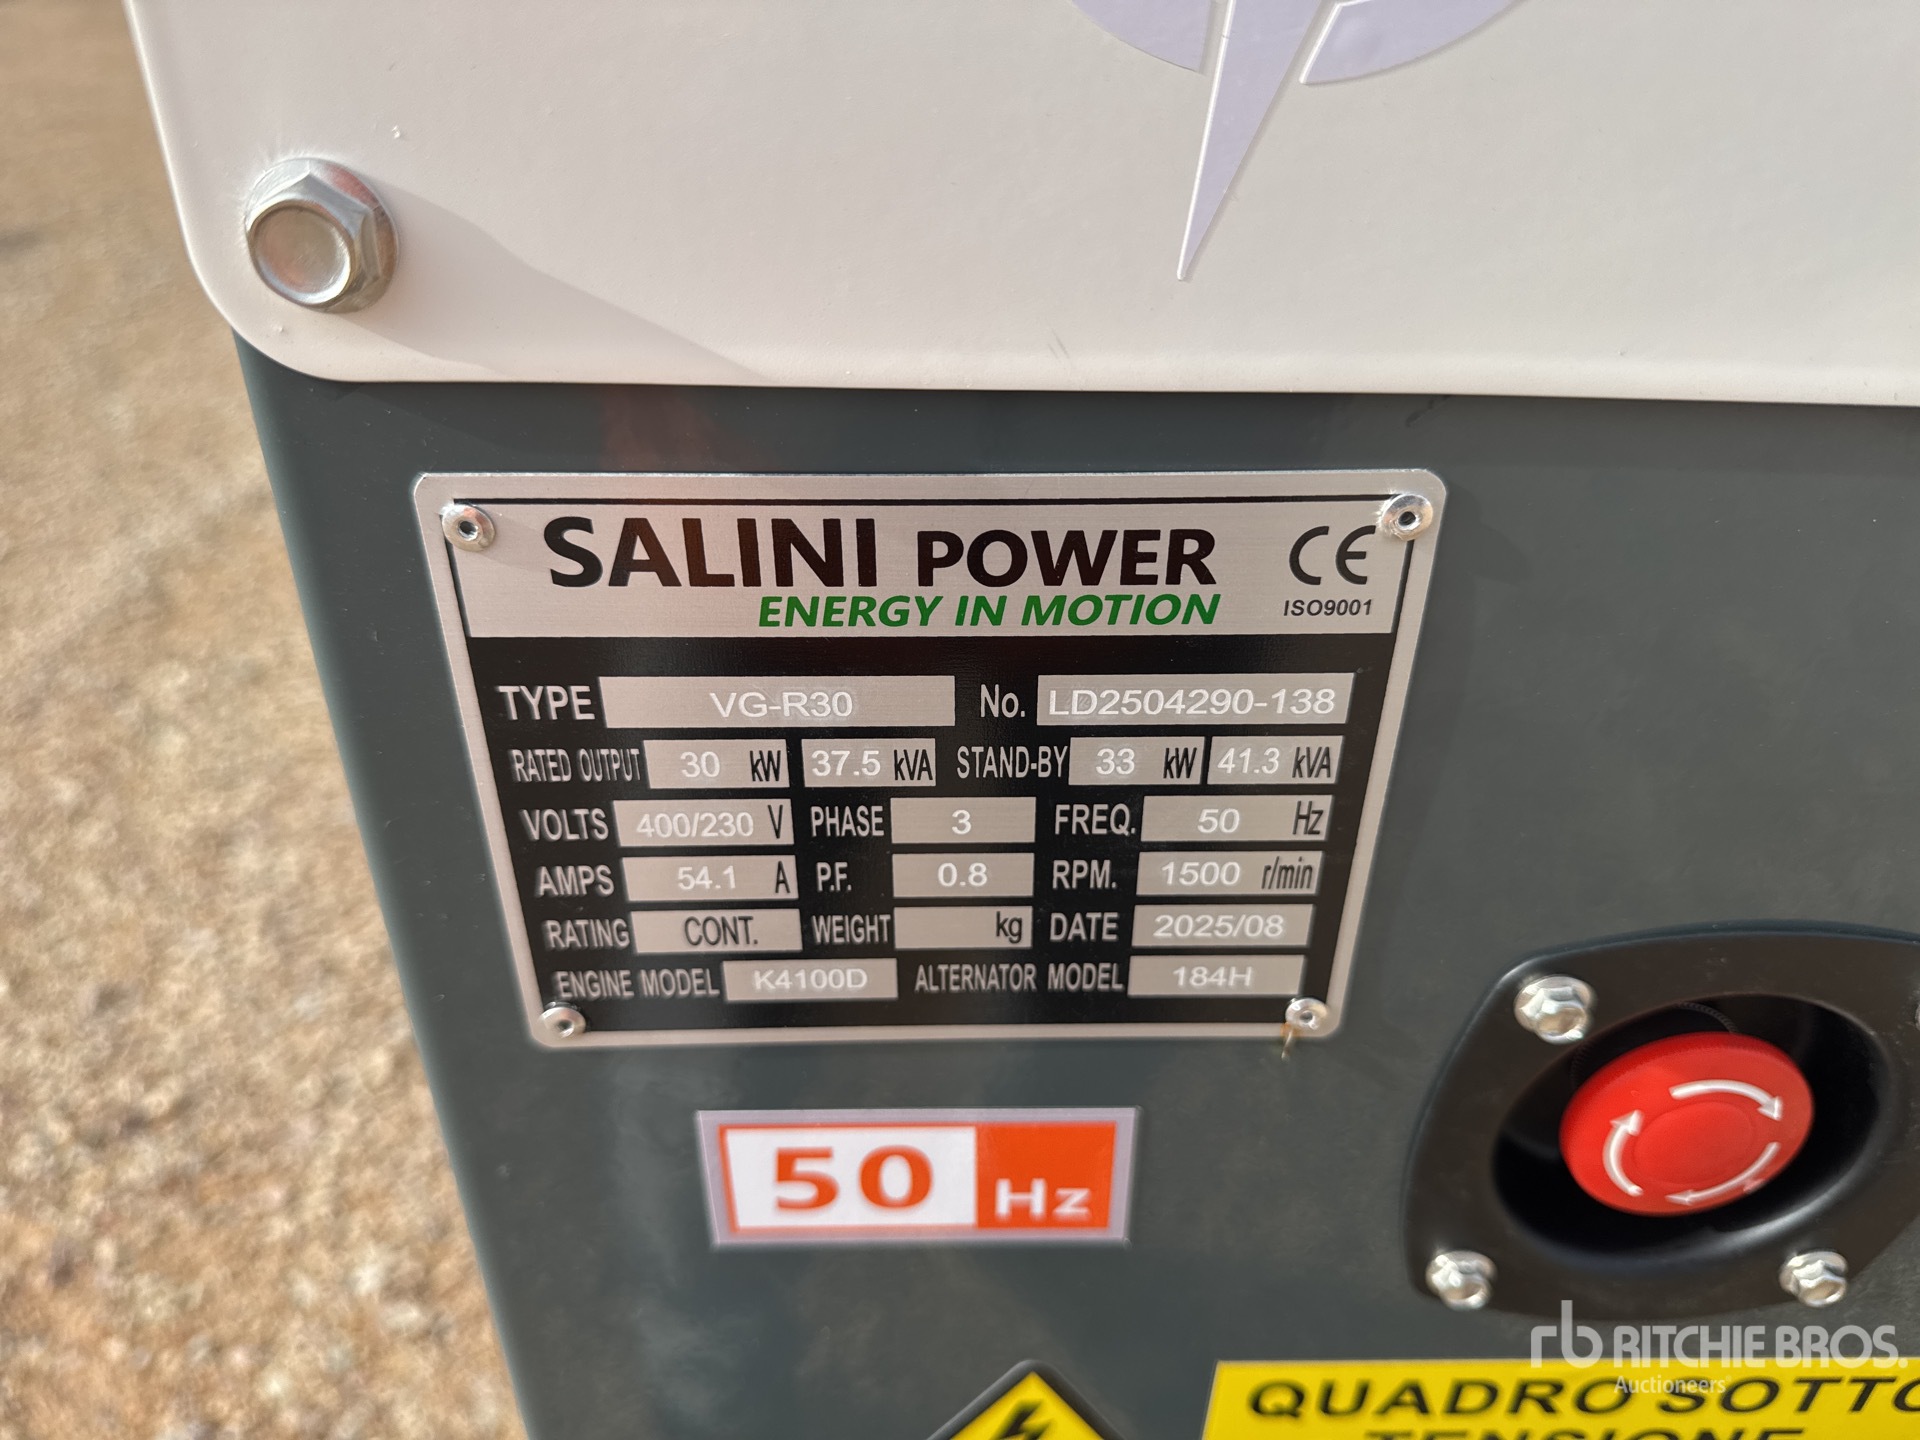 SALINI POWER CE
ENERGY IN MOTION ISO9001
TYPE VG-R30 No. LD2504290-138
RATED OUTPUT 30 kW 37.5 kVA STAND-BY 33 kW 41.3 kVA
VOLTS 400/230 V PHASE 3 FREQ. 50 Hz
AMPS 54.1 A P.F. 0.8 RPM. 1500 r/min
RATING CONT. WEIGHT kg DATE 2025/08
ENGINE MODEL K4100D ALTERNATOR MODEL 184H
50 Hz
rb RITCHIE BROS.
Auctioneers
QUADRO SOTTO
TENSIONE